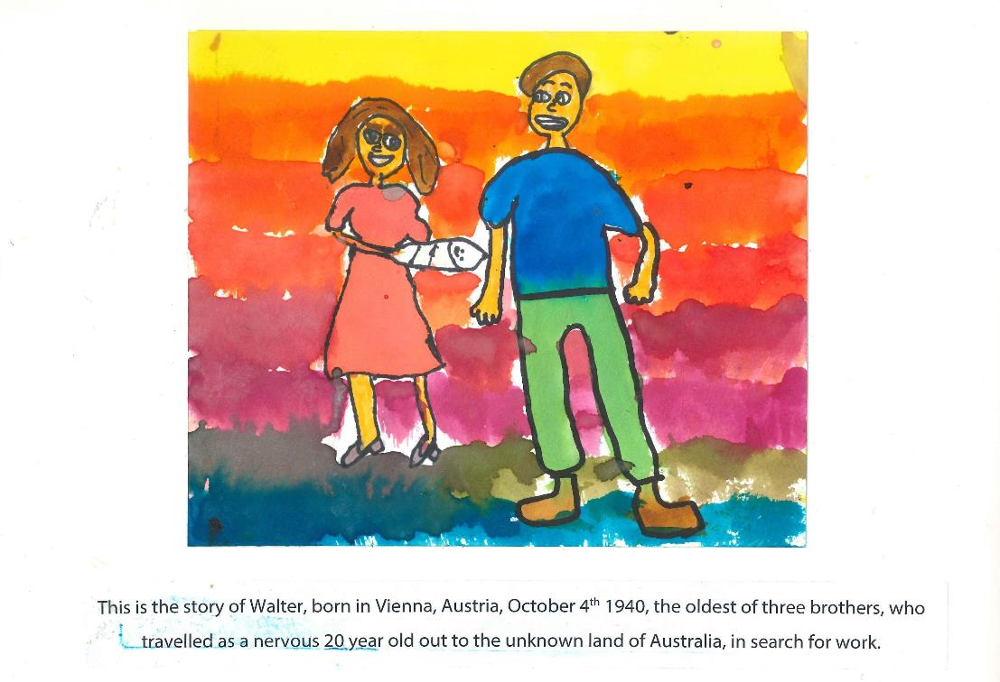 This is the story of Walter, born in Vienna, Austria, October 4th 1940, the oldest of three brothers, who
travelled as a nervous 20 year old out to the unknown land of Australia, in search for work.